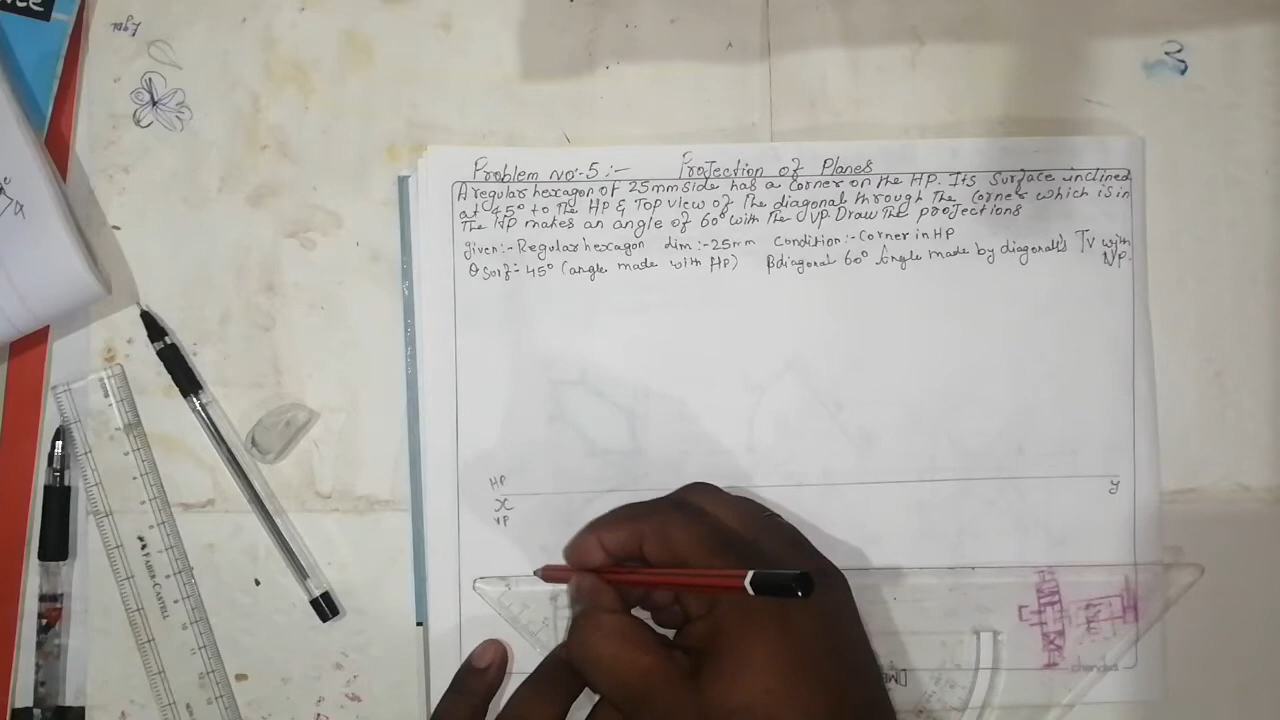 Problem No:-5 :- Projection of Planes
A regular hexagon of 25mm side has a corner on the HP. Its surface inclined
at 45° to the HP & Top view of the diagonal through the corner which is in
The HP makes an angle of 60° with the VP. Draw the projections
given:- Regular hexagon dim:-25mm Condition:- Corner in HP
θ surf:- 45° (angle made with HP) β diagonal 60° Angle made by diagonal's Tv with
VP.
HP
X y
VP
FABER-CASTELL